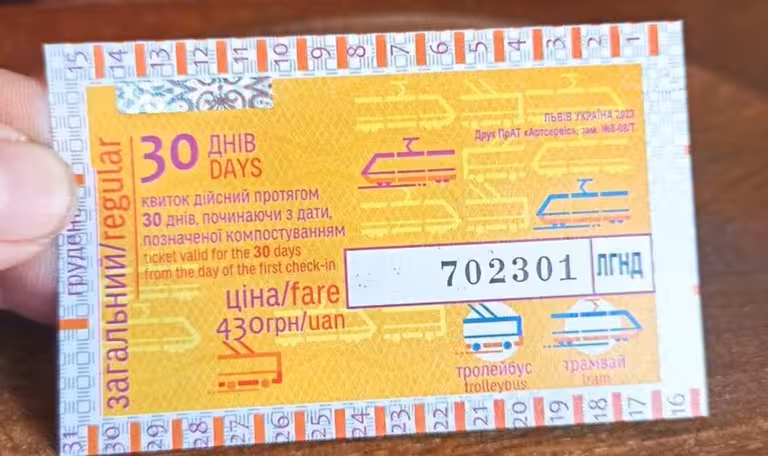 15 14 13 12 11 10 9 8 7 6 5 4 3 2 1
ЛЬВІВ УКРАЇНА 2023
Друк ПрАТ «Артсервіс», зам. №8-08/Т
30 ДНІВ
DAYS
квиток дійсний протягом
30 днів, починаючи з дати,
позначеної компостуванням
ticket valid for the 30 days
from the day of the first check-in
загальний/regular
груден
702301 ЛГНД
ціна/fare
430грн/uan
тролейбус
trolleybus
трамвай
tram
31 30 29 28 27 26 25 24 23 22 21 20 19 18 17 16